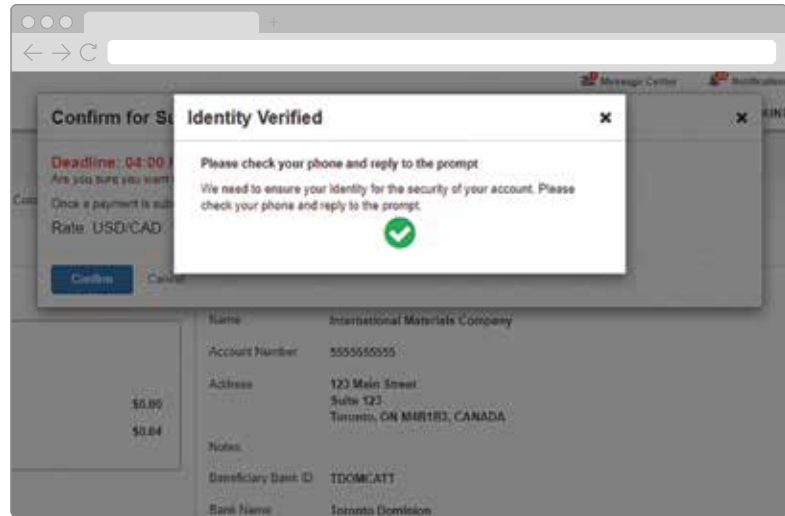 Message Center
Confirm for Su
Identity Verified
Deadline: 04:00
Are you sure you want
Once a payment is sub
Rate USD/CAD
Please check your phone and reply to the prompt
We need to ensure your identity for the security of your account. Please
check your phone and reply to the prompt.
Confirm
Cancel
Name
International Materials Company
Account Number
5555555555
Address
123 Main Street
Suite 123
Toronto, ON M4R1B3, CANADA
$0.00
$0.04
Notes
Beneficiary Bank ID
TDOMCATT
Bank Name
Toronto Dominion